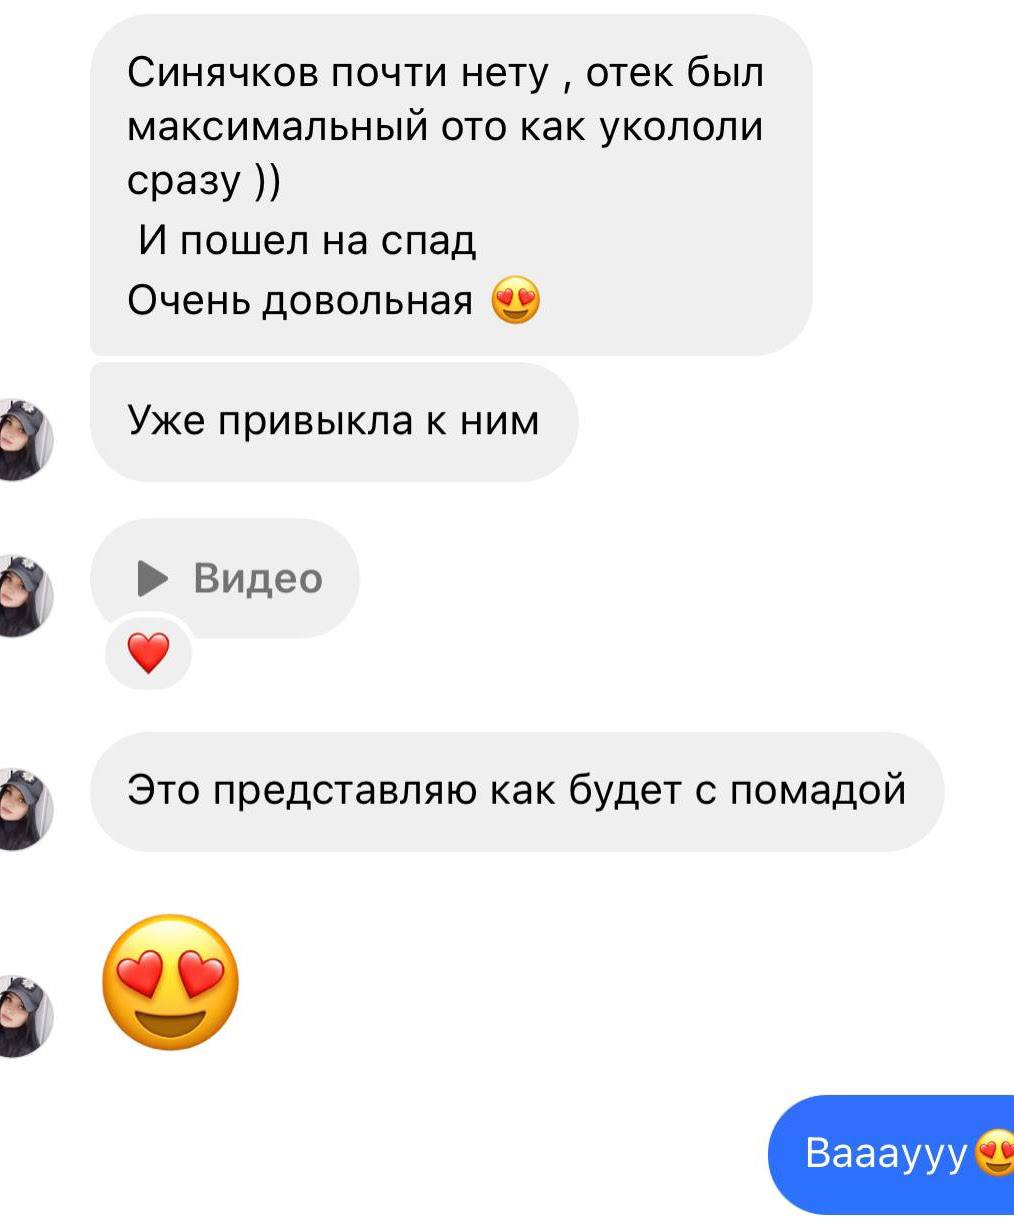 Синячков почти нету , отек был
максимальный ото как укололи
сразу ))
И пошел на спад
Очень довольная 😍
Уже привыкла к ним
Видео
❤️
Это представляю как будет с помадой
😍
Ваааууу😍